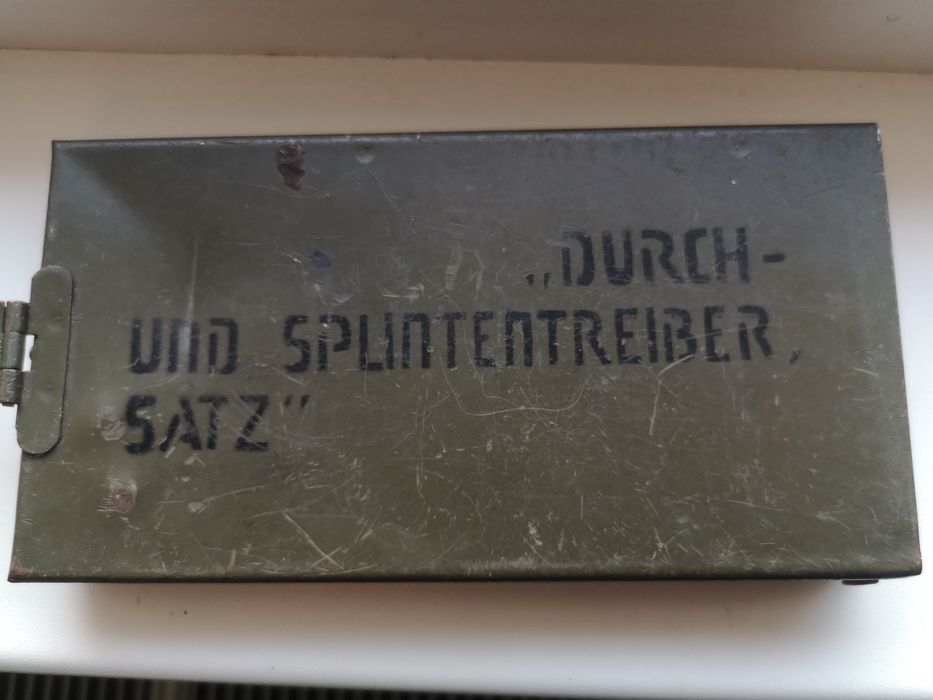 „DURCH-
UND SPLINTENTREIBER,
SATZ"